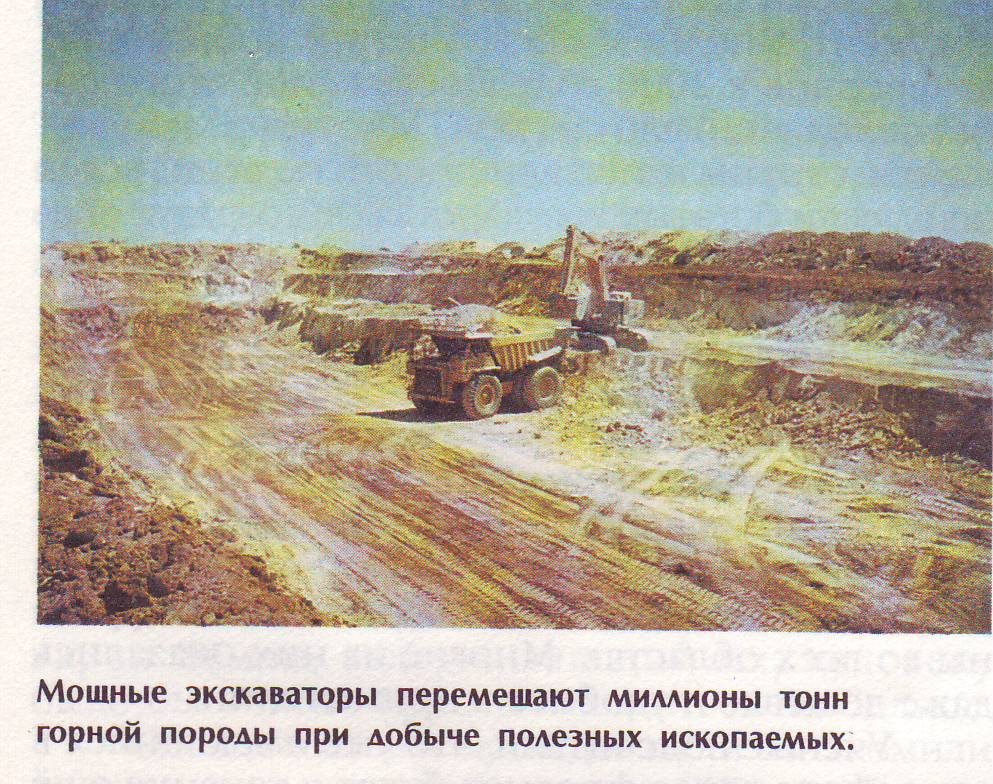 Мощные экскаваторы перемещают миллионы тонн
горной породы при добыче полезных ископаемых.